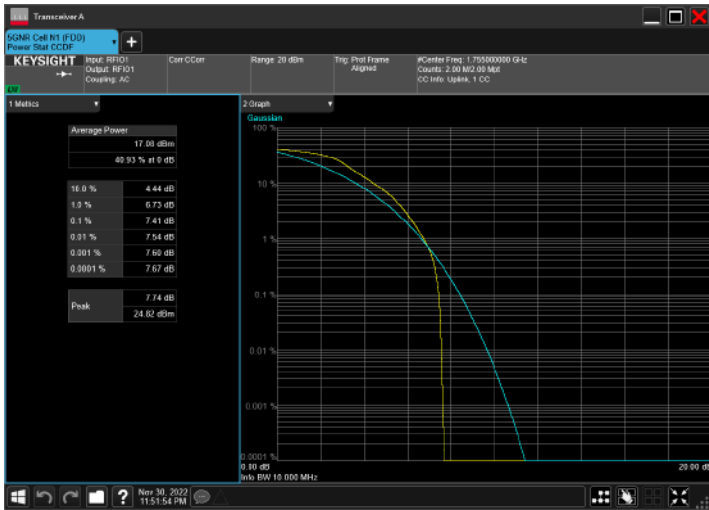 Transceiver A
5GNR Cell N1 (FDD)
Power Stat CCDF
KEYSIGHT
Input: RFIO1
Output: RFIO1
Coupling: AC
Corr CCorr
Range: 20 dBm
Trig: Prot Frame
Aligned
#Center Freq: 1.755000000 GHz
Counts: 2.00 M/2.00 Mpt
CC Info: Uplink, 1 CC
1 Metrics
Average Power
17.08 dBm
40.93 % at 0 dB
10.0 % 4.44 dB
1.0 % 6.73 dB
0.1 % 7.41 dB
0.01 % 7.54 dB
0.001 % 7.60 dB
0.0001 % 7.67 dB
Peak
7.74 dB
24.82 dBm
2 Graph
Gaussian
100 %
10 %
1 %
0.1 %
0.01 %
0.001 %
0.0001 %
0.00 dB
20.00 dB
Info BW 10.000 MHz
?
Nov 30, 2022
11:51:54 PM